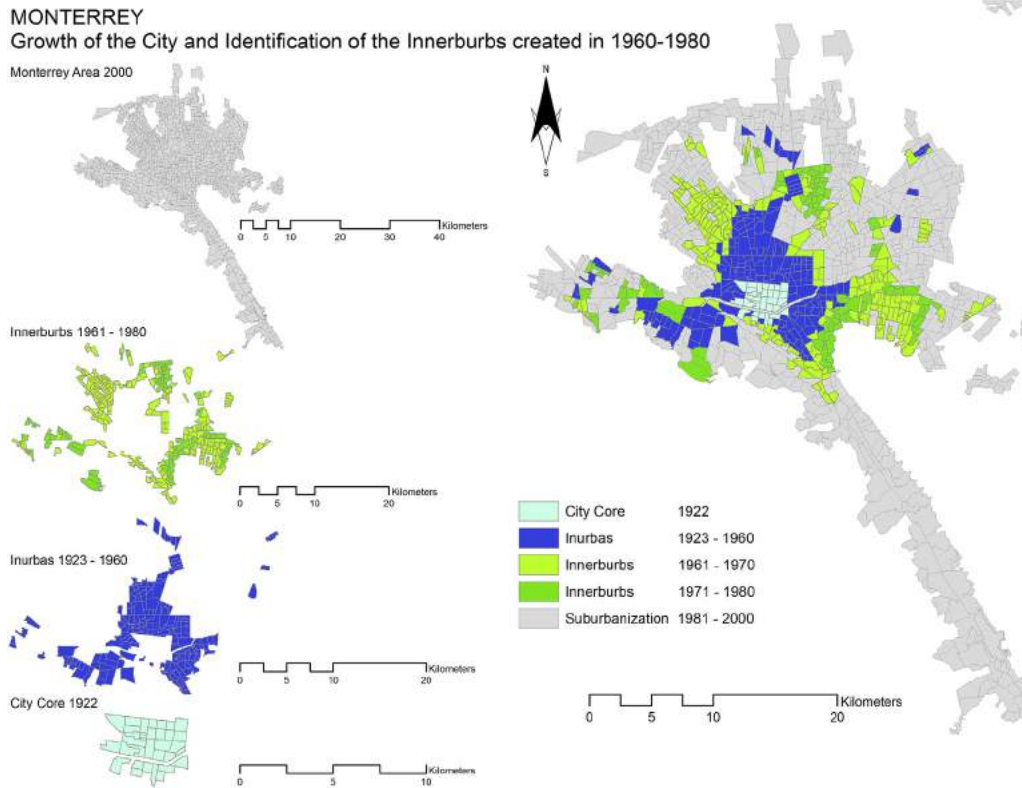 MONTERREY
Growth of the City and Identification of the Innerburbs created in 1960-1980
Monterrey Area 2000
Kilometers
0 5 10 20 30 40
Innerburbs 1961 - 1980
Kilometers
0 5 10 20
Inurbas 1923 - 1960
Kilometers
0 5 10 20
City Core 1922
Kilometers
0 5 10
N
S
City Core 1922
Inurbas 1923 - 1960
Innerburbs 1961 - 1970
Innerburbs 1971 - 1980
Suburbanization 1981 - 2000
Kilometers
0 5 10 20